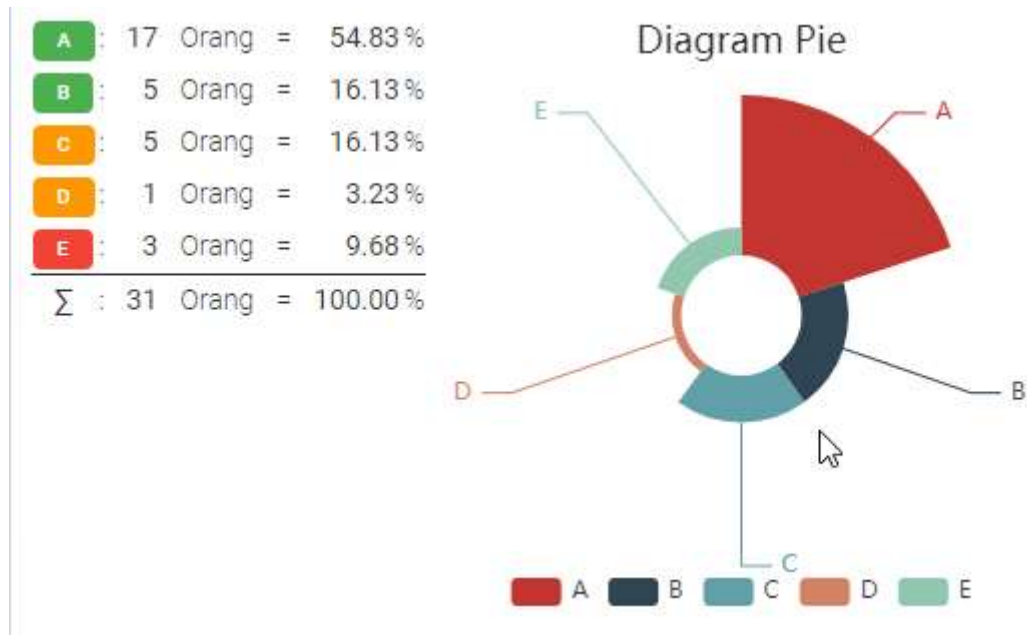 A : 17 Orang = 54.83 %
B : 5 Orang = 16.13 %
C : 5 Orang = 16.13 %
D : 1 Orang = 3.23 %
E : 3 Orang = 9.68 %
∑ : 31 Orang = 100.00 %
Diagram Pie
E
A
D
B
C
A B C D E